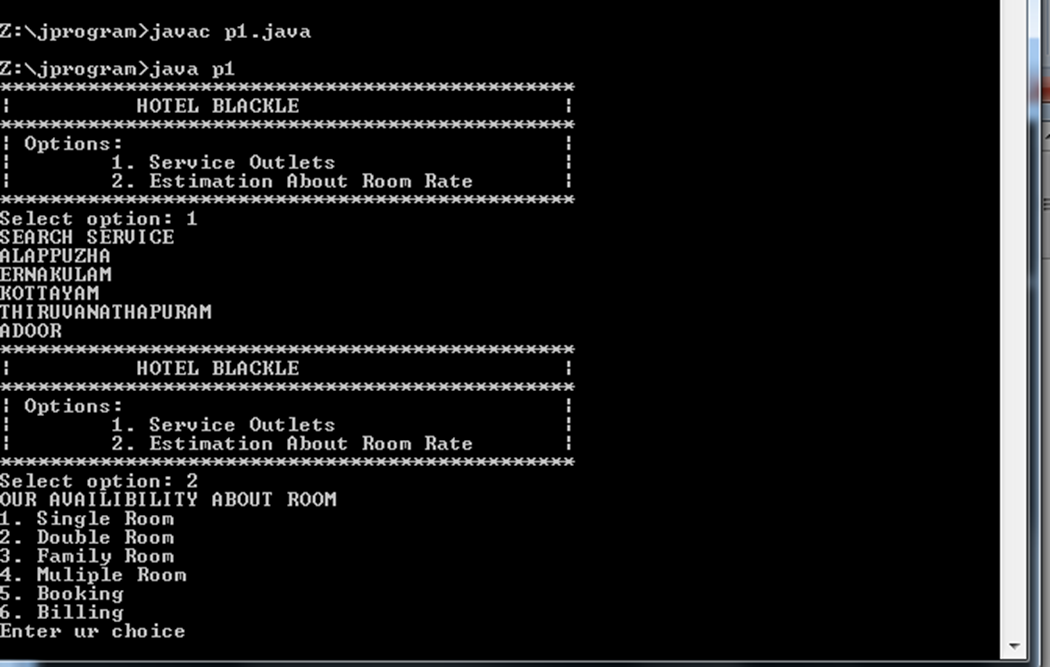 Z:\jprogram>javac p1.java
Z:\jprogram>java p1
**********************************************
¦ HOTEL BLACKLE ¦
**********************************************
¦ Options: ¦
¦ 1. Service Outlets ¦
¦ 2. Estimation About Room Rate ¦
**********************************************
Select option: 1
SEARCH SERVICE
ALAPPUZHA
ERNAKULAM
KOTTAYAM
THIRUVANATHAPURAM
ADOOR
**********************************************
¦ HOTEL BLACKLE ¦
**********************************************
¦ Options: ¦
¦ 1. Service Outlets ¦
¦ 2. Estimation About Room Rate ¦
**********************************************
Select option: 2
OUR AVAILIBILITY ABOUT ROOM
1. Single Room
2. Double Room
3. Family Room
4. Muliple Room
5. Booking
6. Billing
Enter ur choice